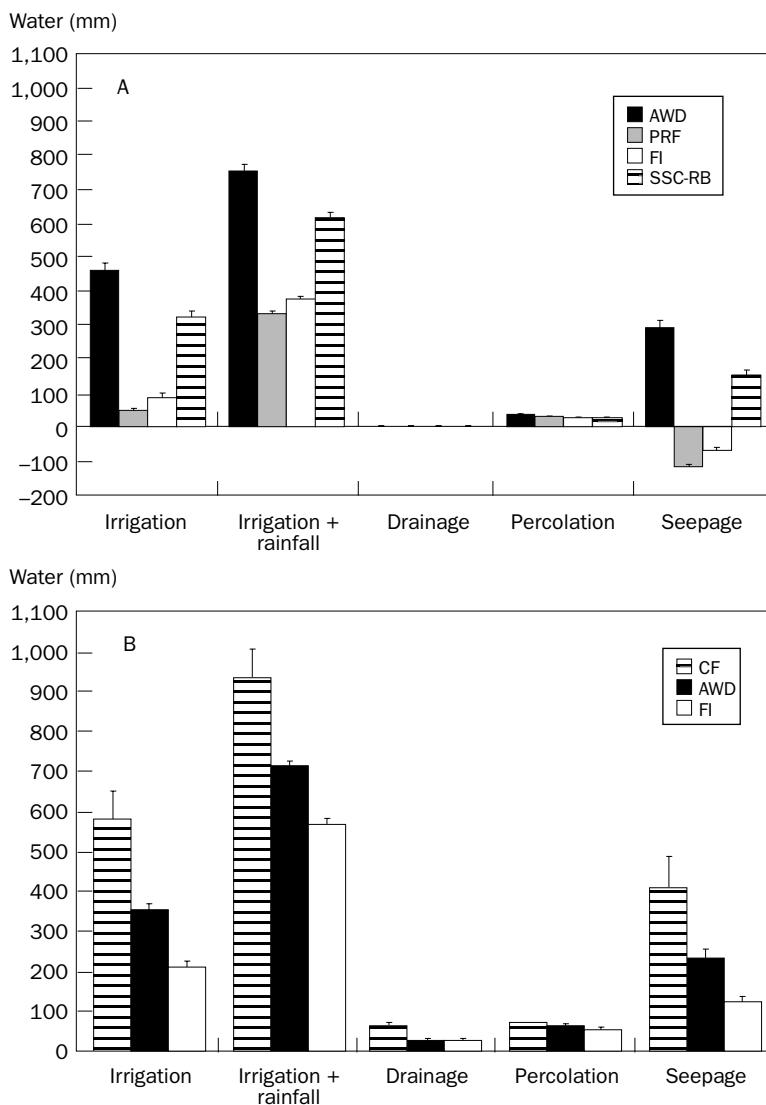 Water (mm)
1,100
1,000
900
800
700
600
500
400
300
200
100
0
–100
–200
A
AWD
PRF
FI
SSC-RB
Irrigation
Irrigation +
rainfall
Drainage
Percolation
Seepage
Water (mm)
1,100
1,000
900
800
700
600
500
400
300
200
100
0
B
CF
AWD
FI
Irrigation
Irrigation +
rainfall
Drainage
Percolation
Seepage